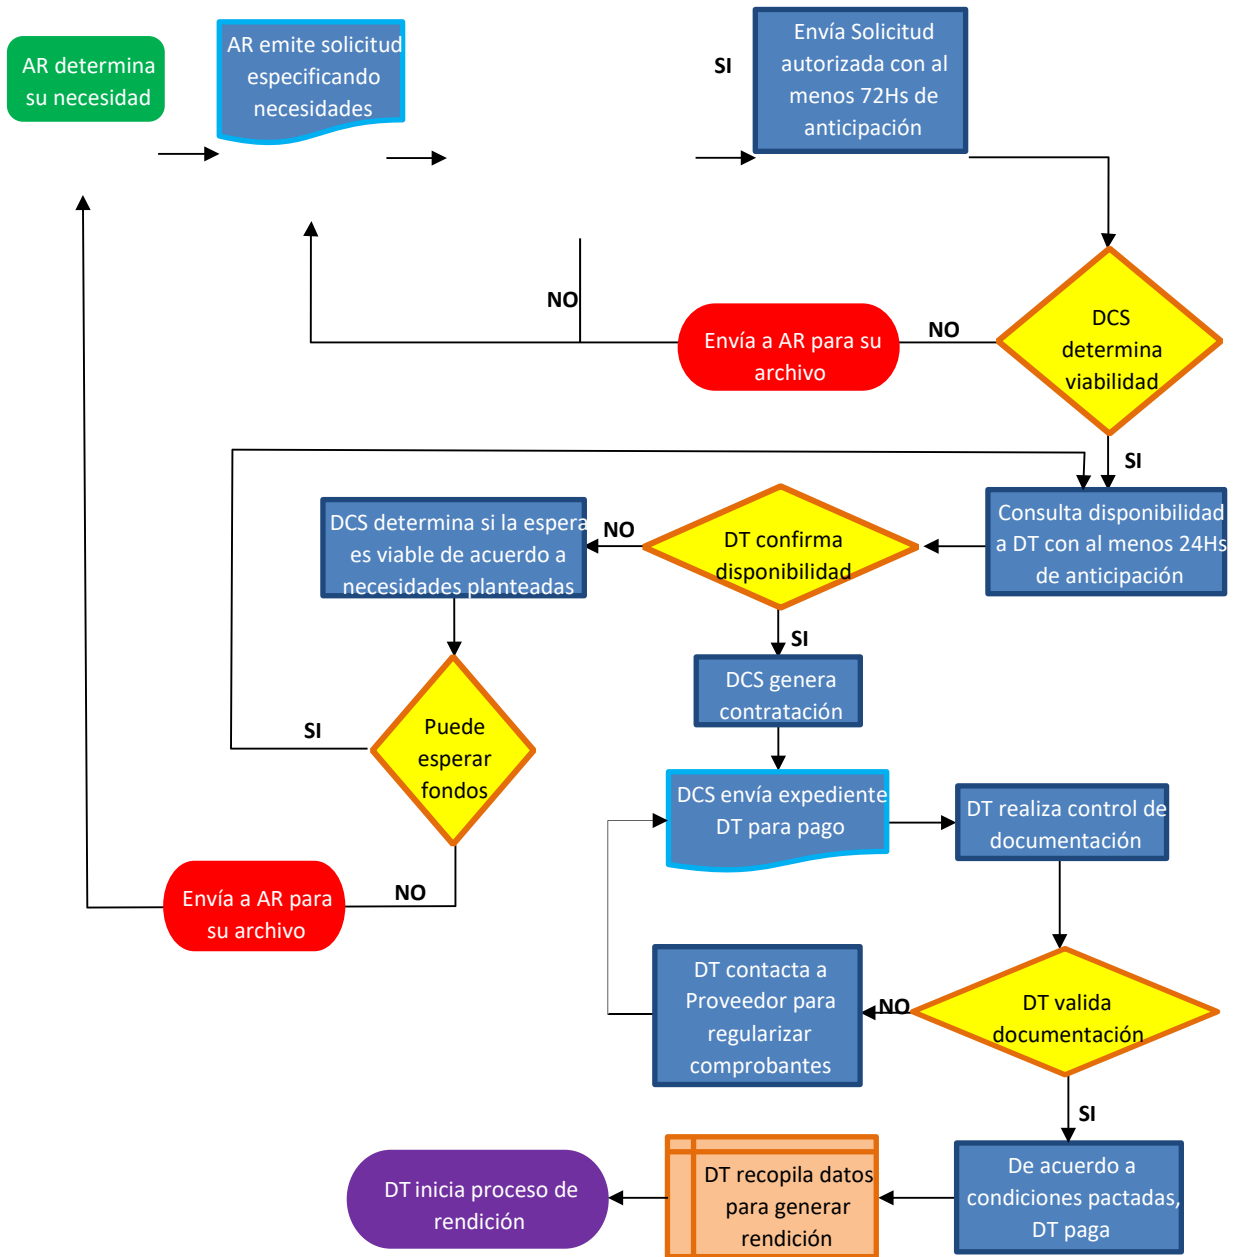 AR determina
su necesidad
AR emite solicitud
especificando
necesidades
SI
Envía Solicitud
autorizada con al
menos 72Hs de
anticipación
NO
Envía a AR para su
archivo
NO
DCS
determina
viabilidad
SI
Consulta disponibilidad
a DT con al menos 24Hs
de anticipación
DT confirma
disponibilidad
NO
DCS determina si la espera
es viable de acuerdo a
necesidades planteadas
SI
DCS genera
contratación
Puede
esperar
fondos
SI
NO
Envía a AR para
su archivo
DCS envía expediente
DT para pago
DT realiza control de
documentación
DT valida
documentación
NO
DT contacta a
Proveedor para
regularizar
comprobantes
SI
De acuerdo a
condiciones pactadas,
DT paga
DT recopila datos
para generar
rendición
DT inicia proceso de
rendición